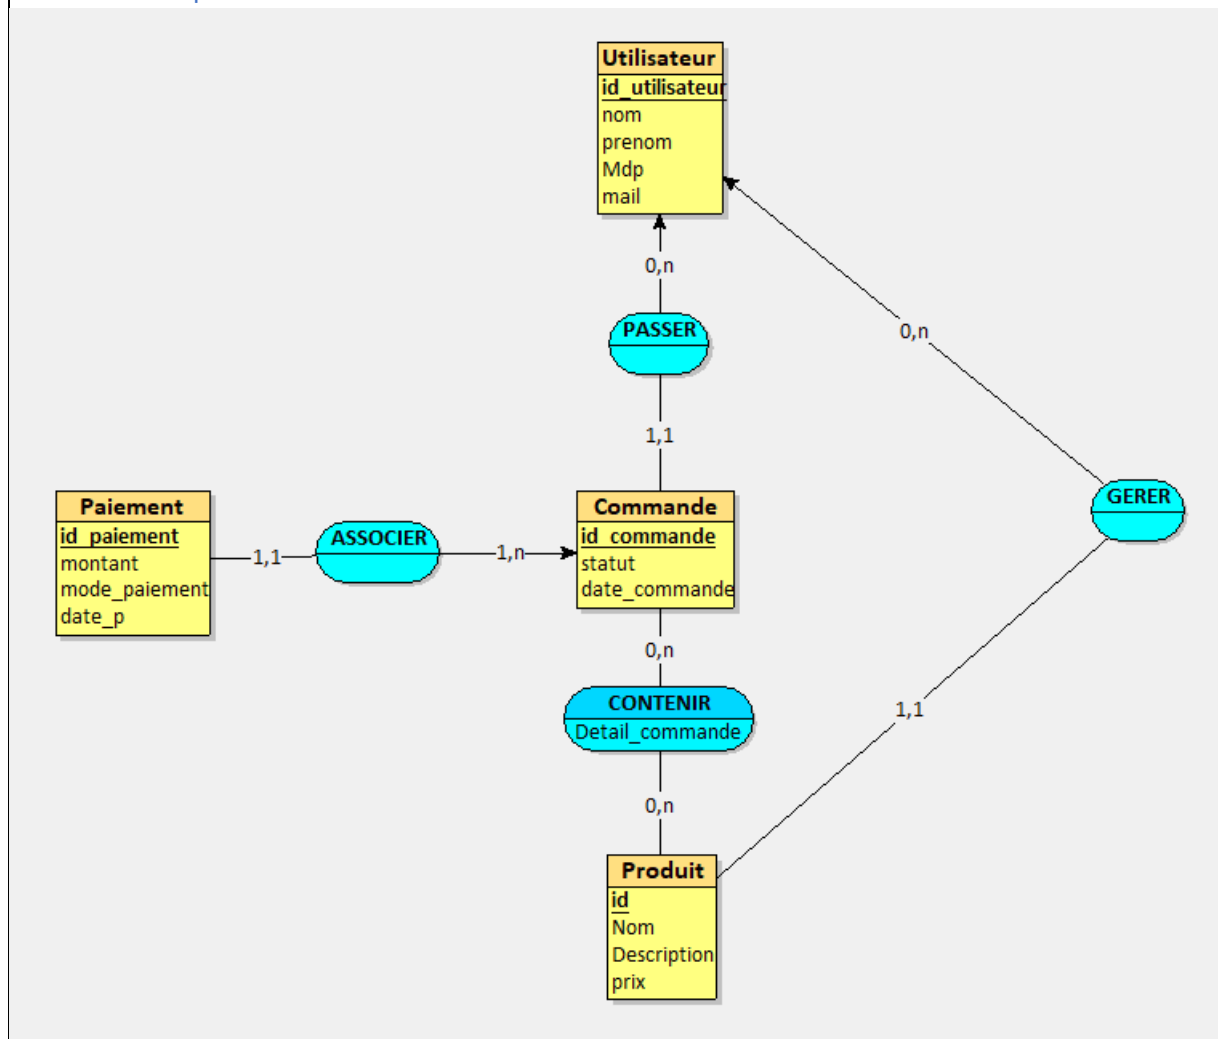 Utilisateur
id_utilisateur
nom
prenom
Mdp
mail
0,n
0,n
PASSER
1,1
GERER
Paiement
id_paiement
montant
mode_paiement
date_p
1,1
ASSOCIER
1,n
Commande
id_commande
statut
date_commande
0,n
CONTENIR
Detail_commande
1,1
0,n
Produit
id
Nom
Description
prix